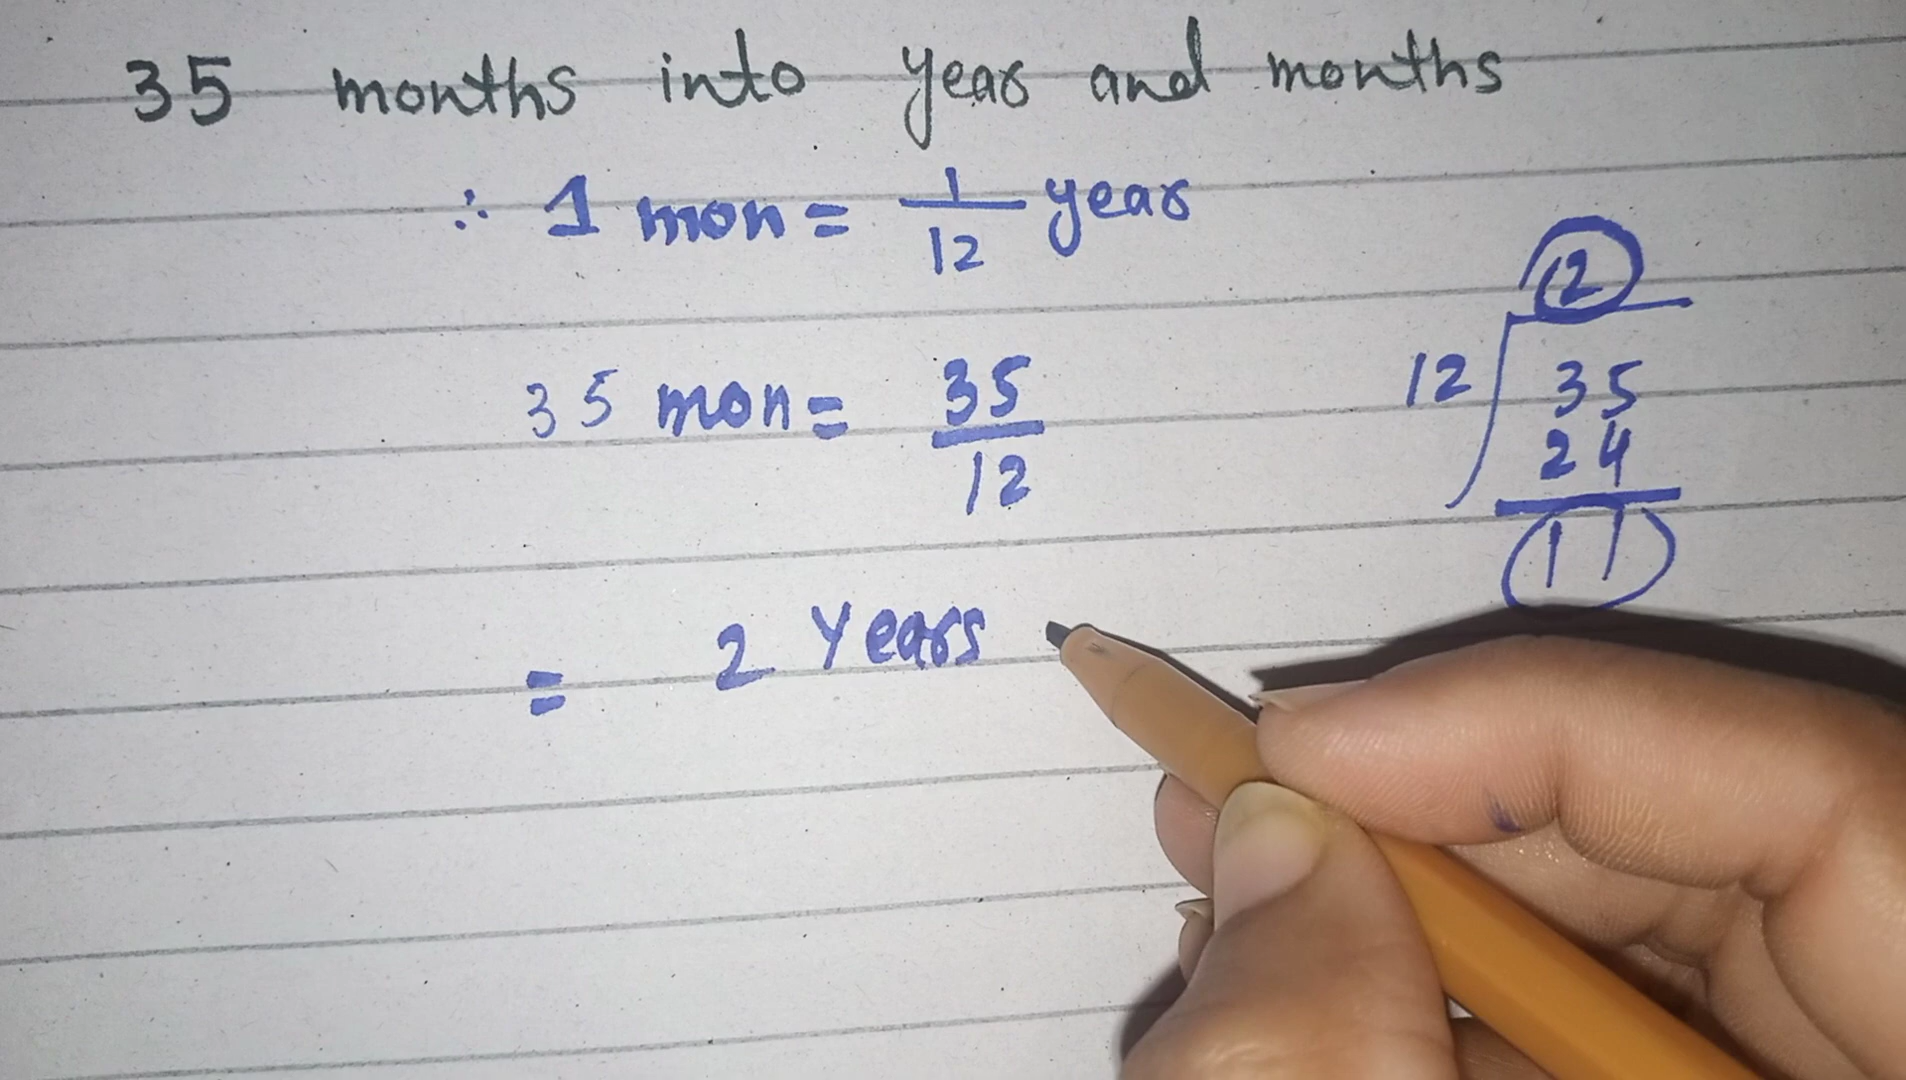 35 months into year and months
∴ 1 mon = 1/12 year
35 mon = 35/12
= 2 Years
2
12 35
24
11